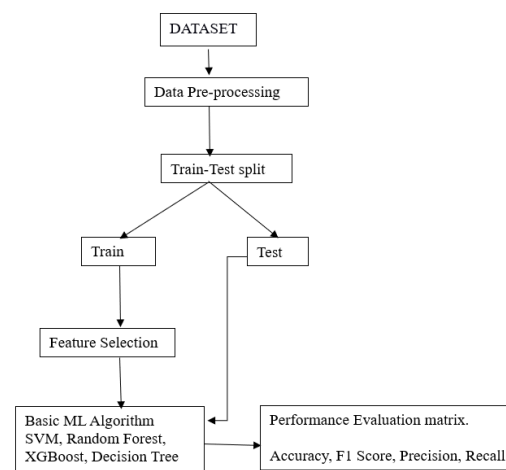 DATASET
Data Pre-processing
Train-Test split
Train
Test
Feature Selection
Basic ML Algorithm
SVM, Random Forest,
XGBoost, Decision Tree
Performance Evaluation matrix.
Accuracy, F1 Score, Precision, Recall